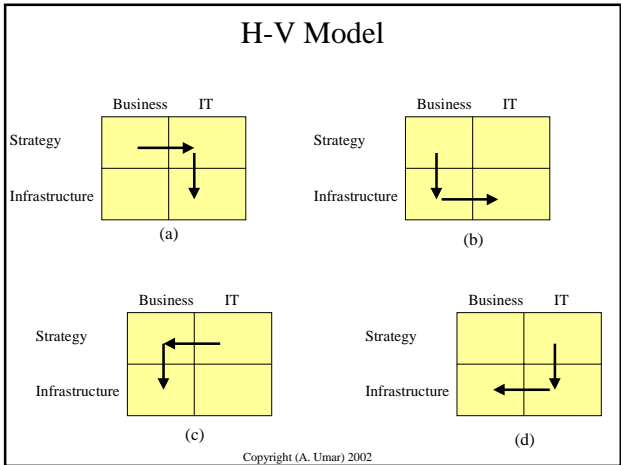 H-V Model
Business IT
Strategy
Infrastructure
(a)
Business IT
Strategy
Infrastructure
(b)
Business IT
Strategy
Infrastructure
(c)
Business IT
Strategy
Infrastructure
(d)
Copyright (A. Umar) 2002